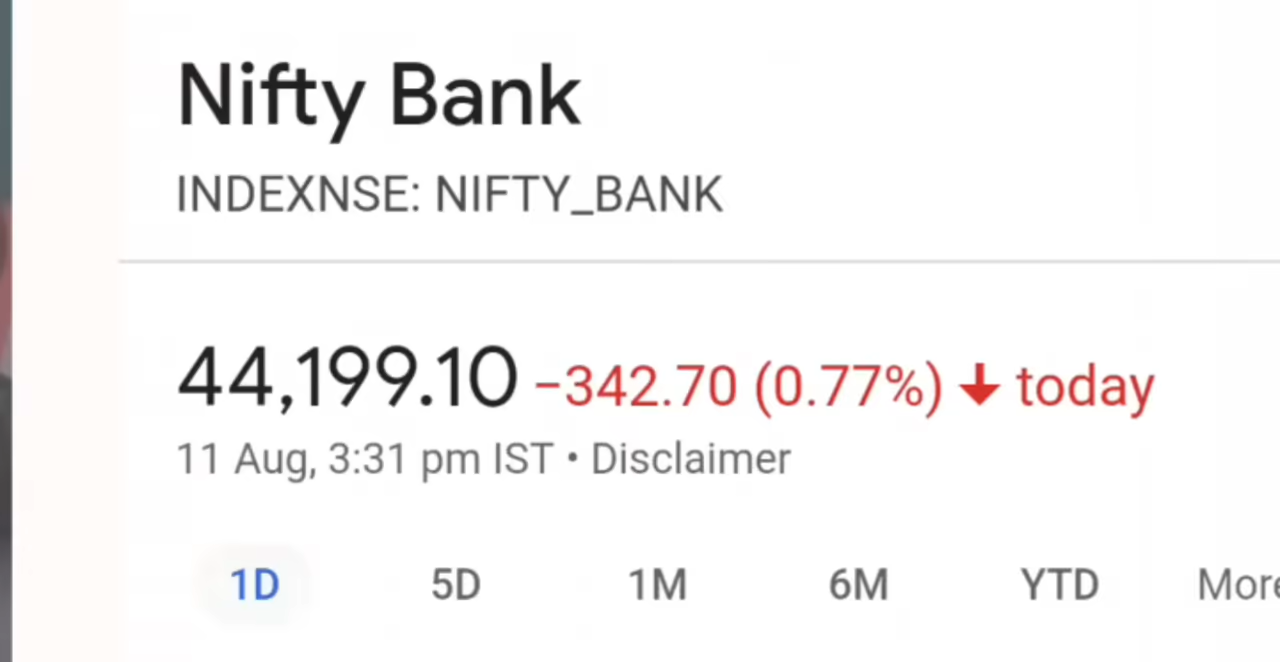 Nifty Bank
INDEXNSE: NIFTY_BANK
44,199.10 −342.70 (0.77%) ↓ today
11 Aug, 3:31 pm IST • Disclaimer
1D 5D 1M 6M YTD More